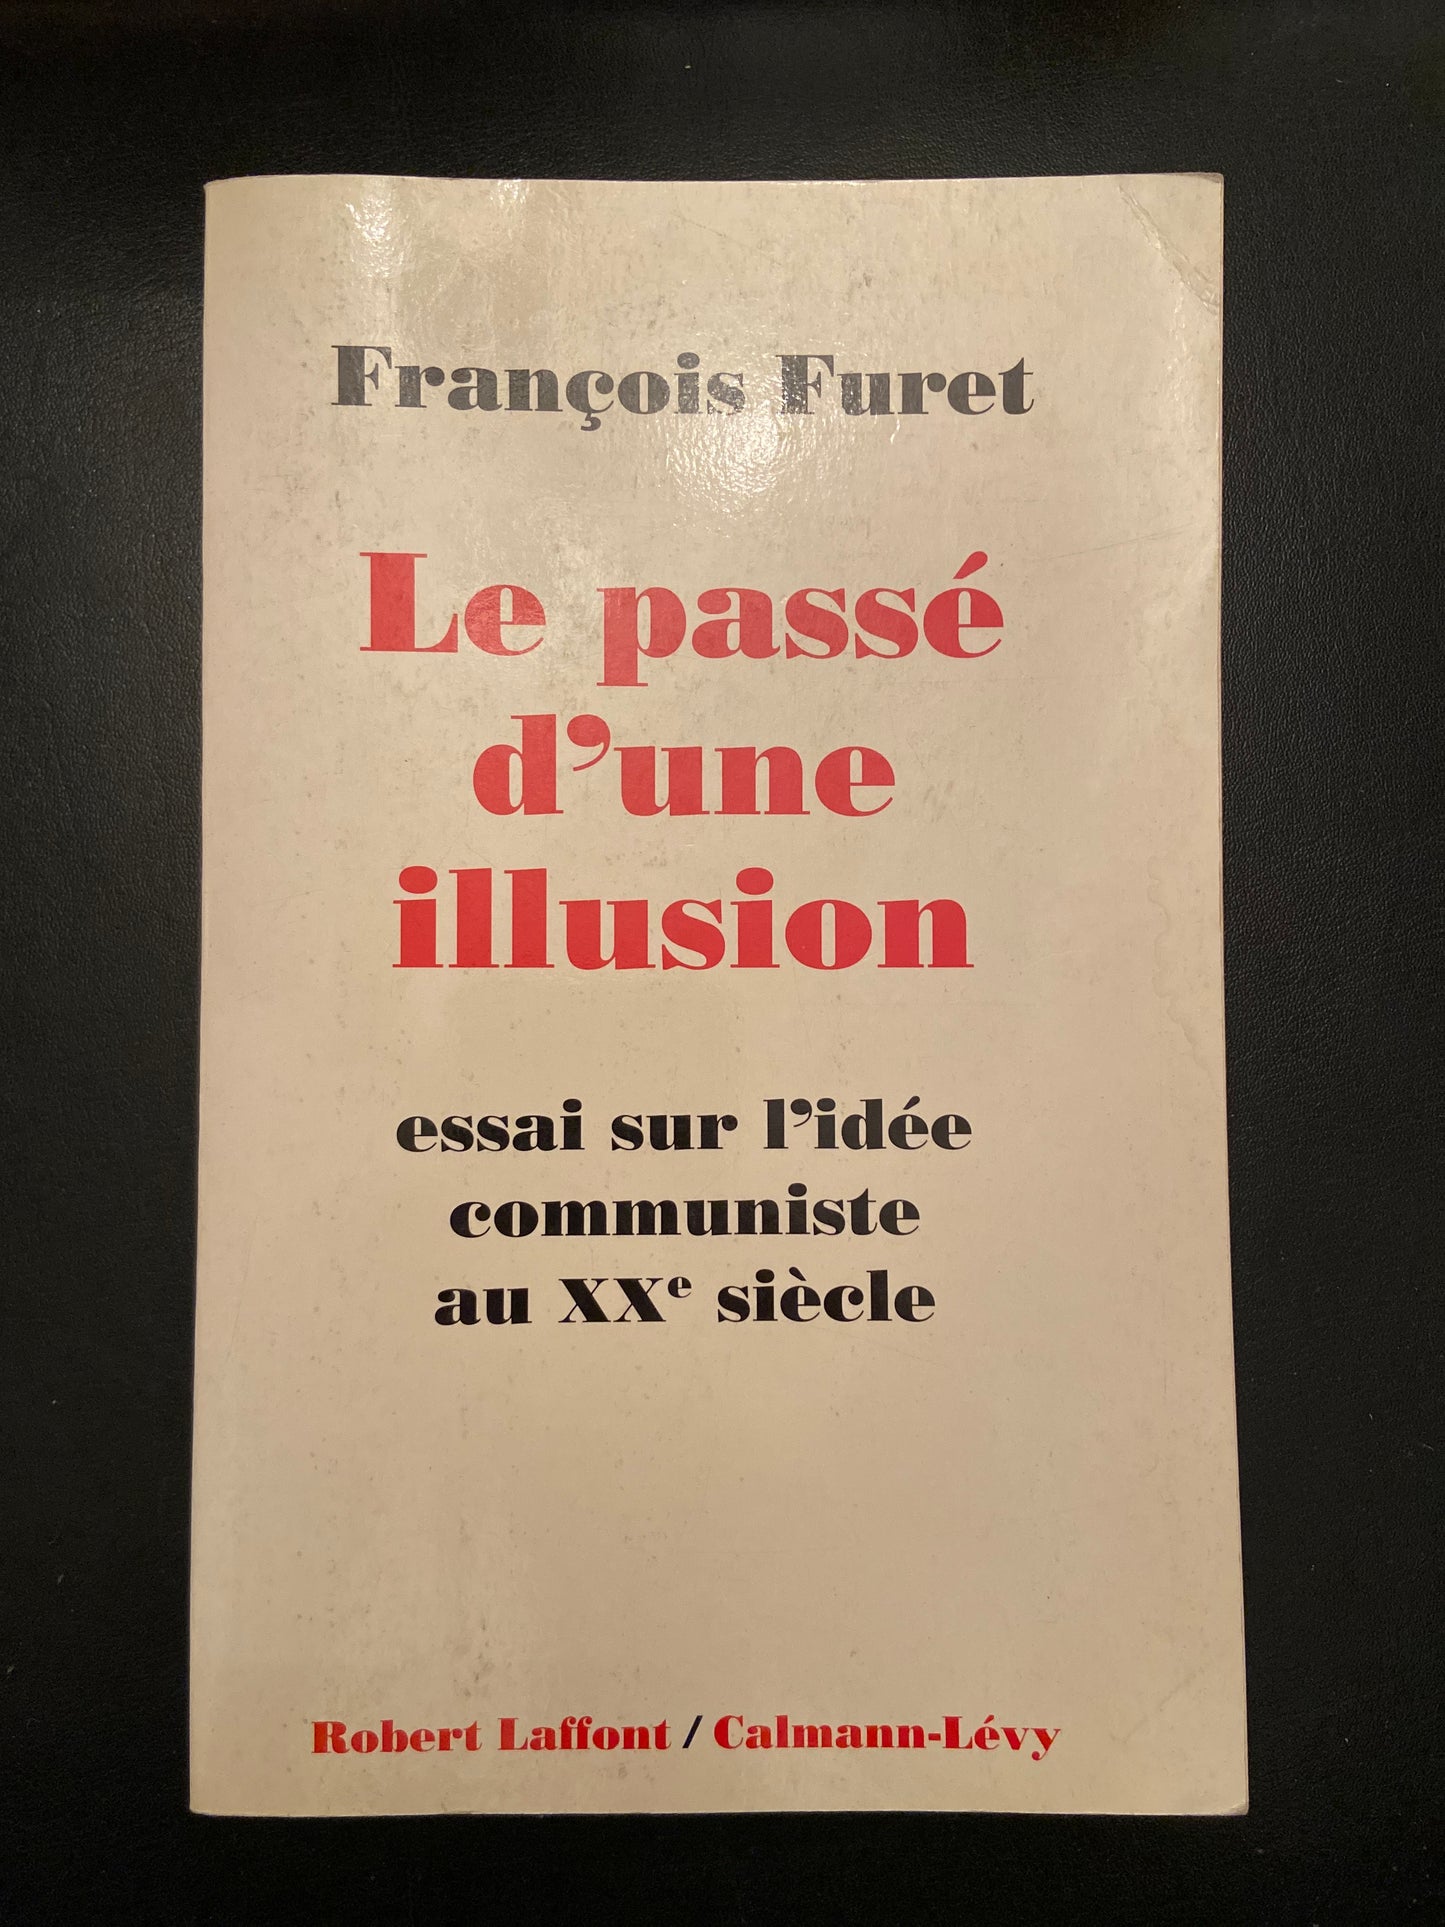 François Furet
Le passé
d’une
illusion
essai sur l’idée
communiste
au XXᵉ siècle
Robert Laffont / Calmann-Lévy